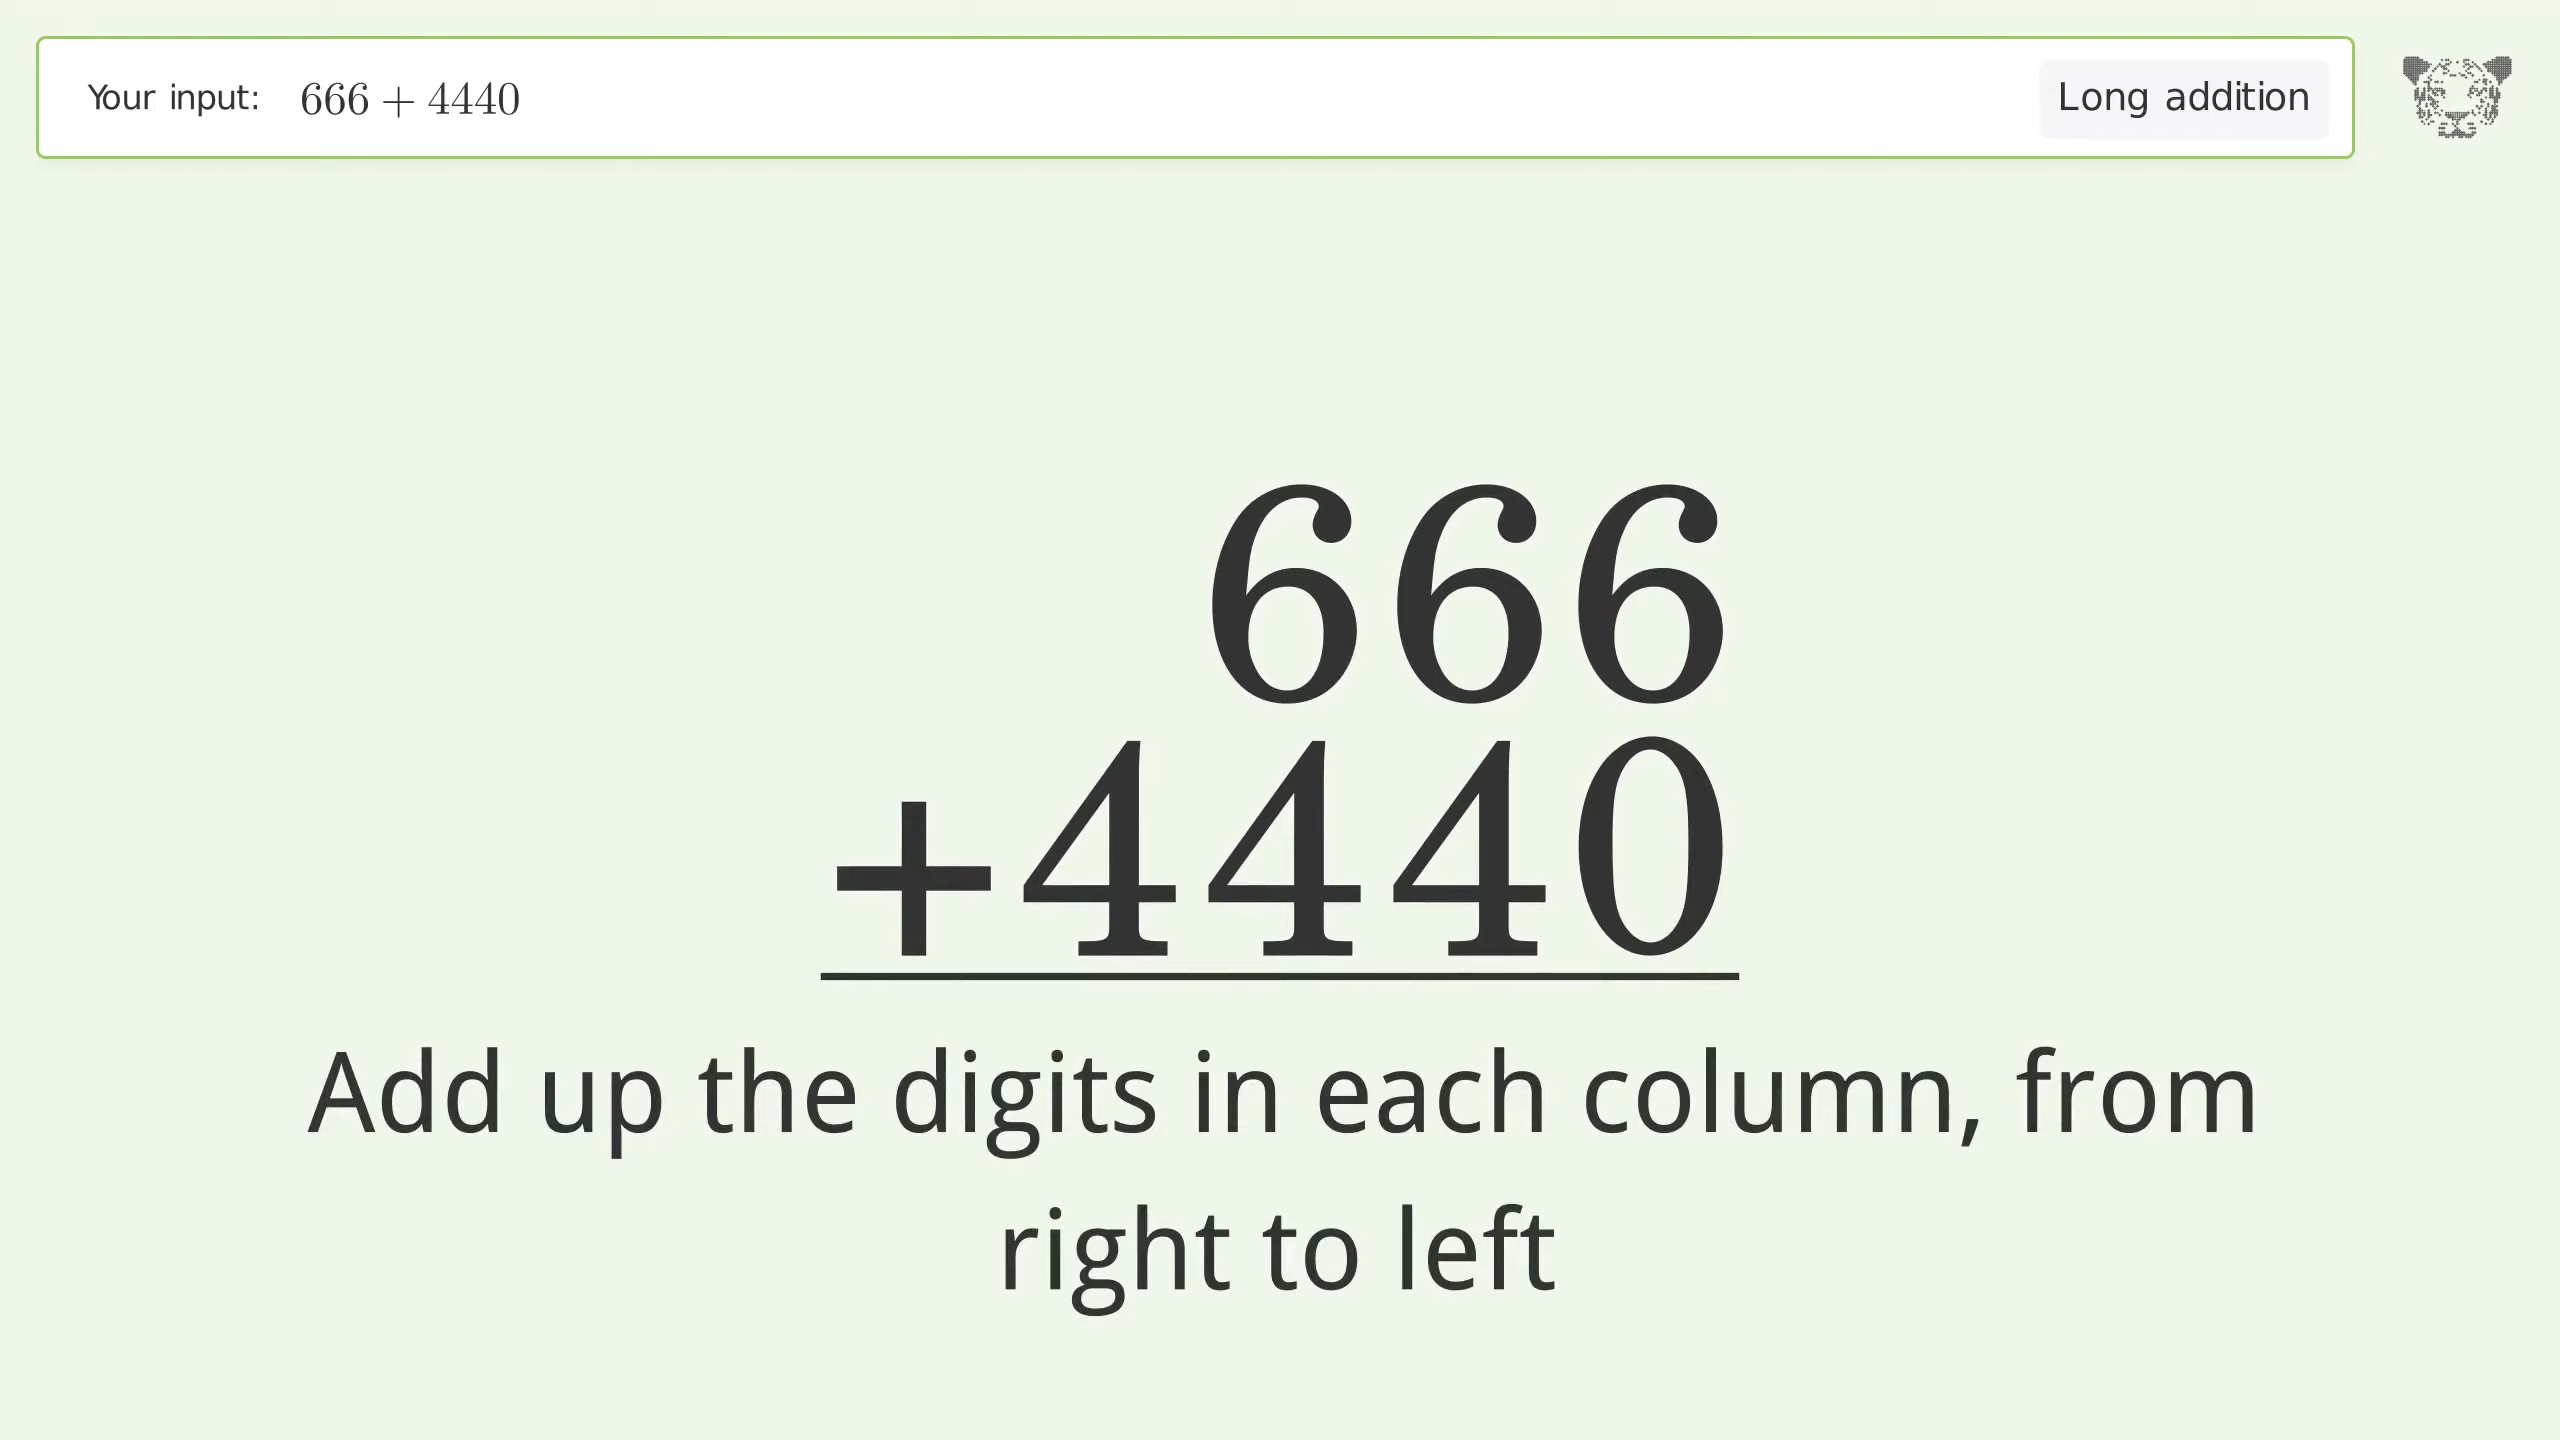 Your input: 666 + 4440
Long addition
666
+4440
Add up the digits in each column, from
right to left